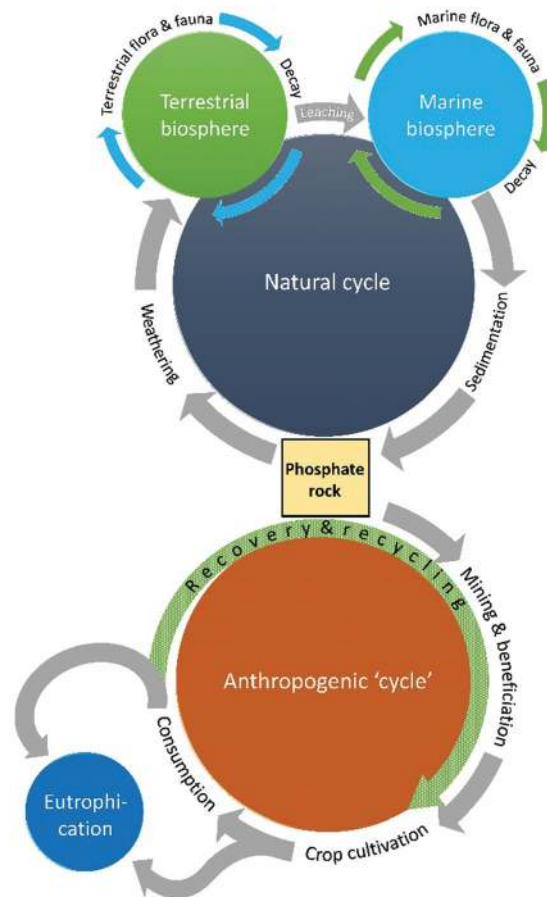 Terrestrial flora & fauna
Decay
Terrestrial
biosphere
Leaching
Marine flora & fauna
Decay
Marine
biosphere
Natural cycle
Weathering
Sedimentation
Phosphate
rock
Recovery & recycling
Mining & beneficiation
Anthropogenic ‘cycle’
Consumption
Crop cultivation
Eutrophi-
cation